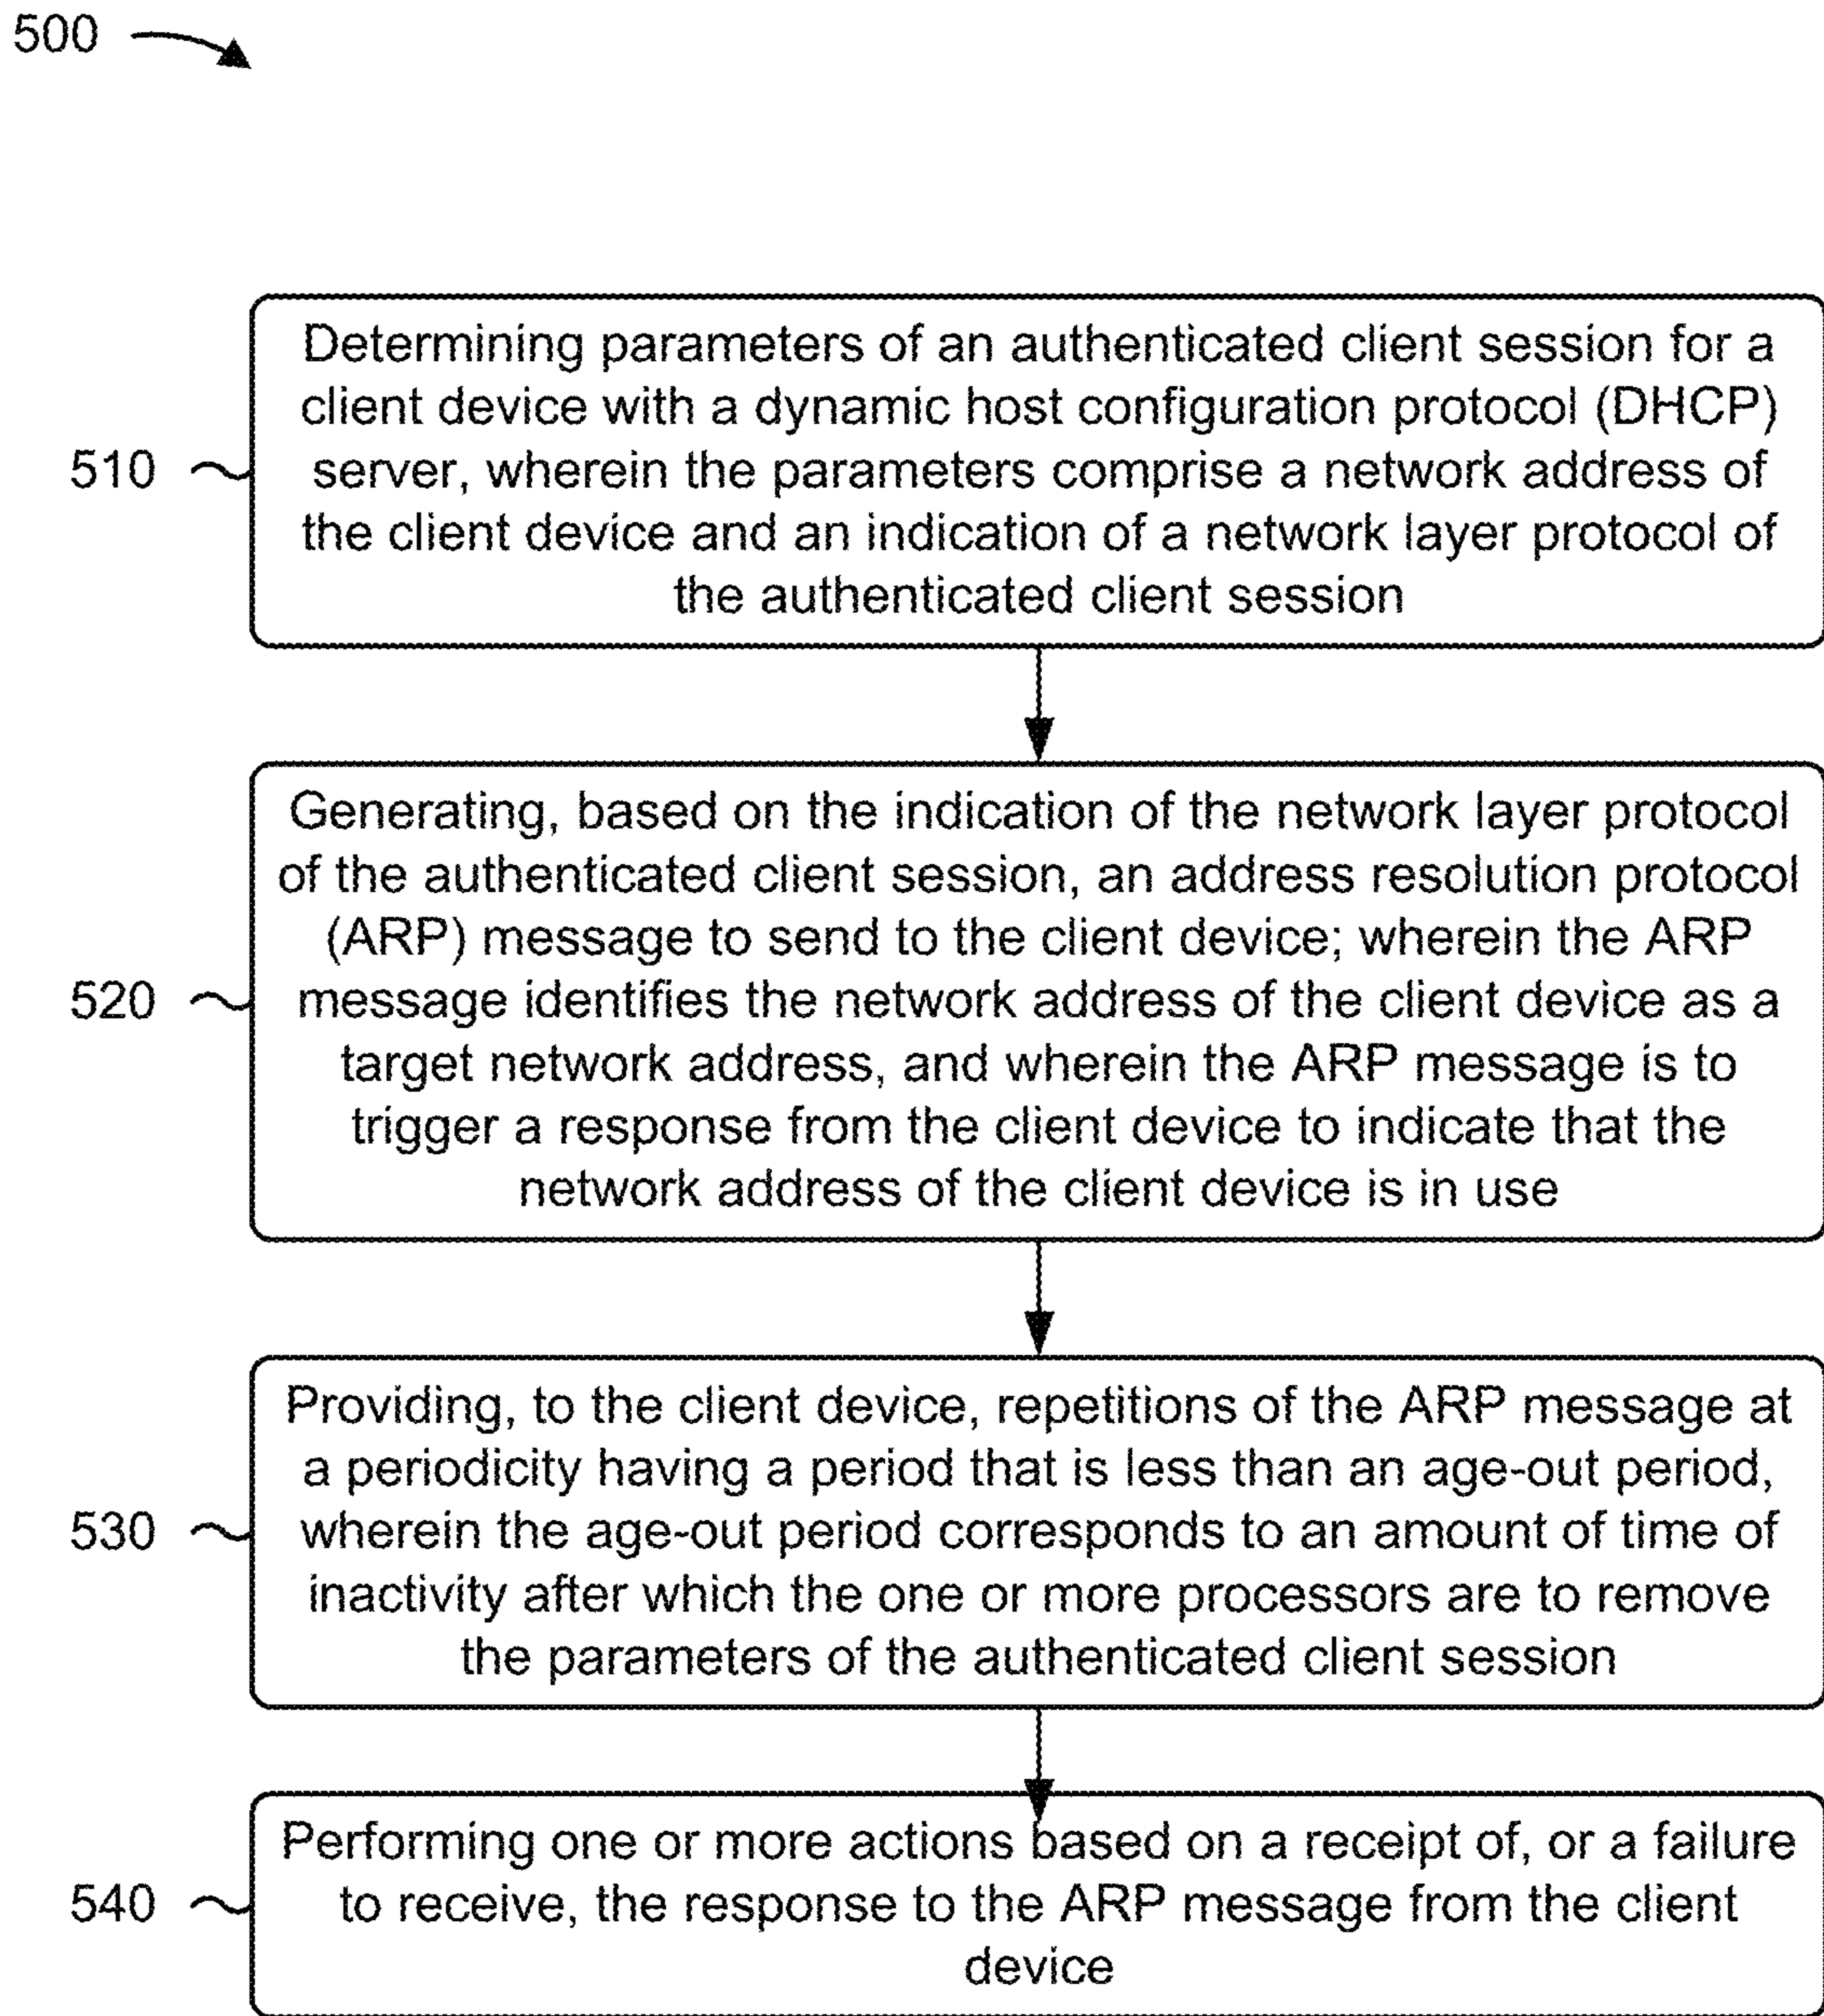 500
Determining parameters of an authenticated client session for a
client device with a dynamic host configuration protocol (DHCP)
510
server, wherein the parameters comprise a network address of
the client device and an indication of a network layer protocol of
the authenticated client session
Generating, based on the indication of the network layer protocol
of the authenticated client session, an address resolution protocol
(ARP) message to send to the client device; wherein the ARP
520
message identifies the network address of the client device as a
target network address, and wherein the ARP message is to
trigger a response from the client device to indicate that the
network address of the client device is in use
Providing, to the client device, repetitions of the ARP message at
a periodicity having a period that is less than an age-out period,
530
wherein the age-out period corresponds to an amount of time of
inactivity after which the one or more processors are to remove
the parameters of the authenticated client session
Performing one or more actions based on a receipt of, or a failure
540
to receive, the response to the ARP message from the client
device